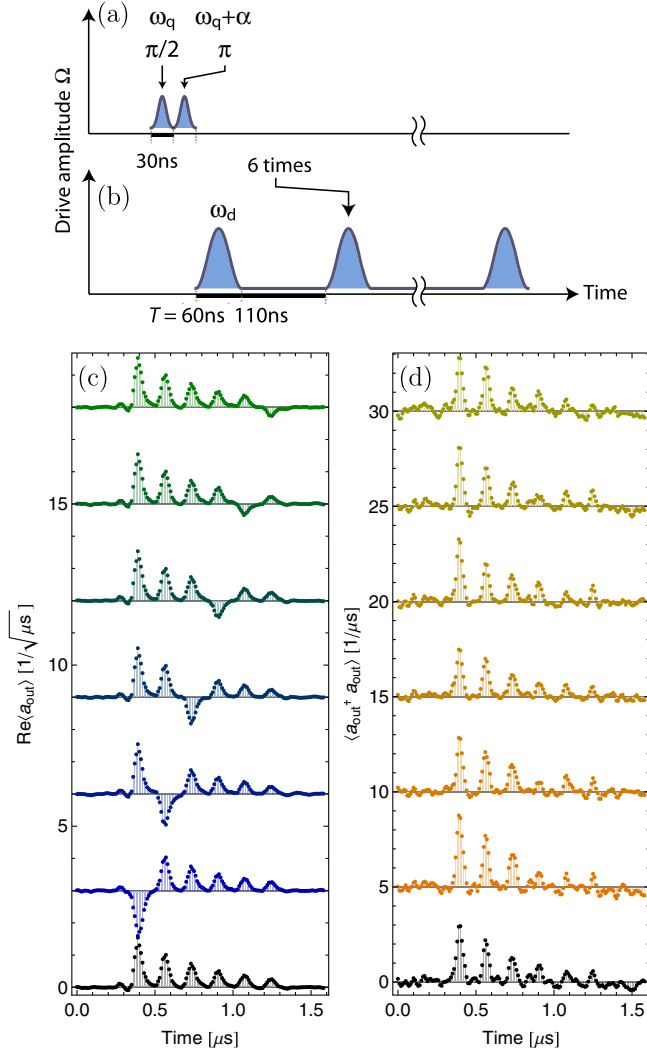 (a)
ω_q ω_q+α
π/2 π
Drive amplitude Ω
30ns
6 times
(b)
ω_d
Time
T = 60ns 110ns
(c)
15
10
5
0
Re⟨a_out⟩ [1/√μs]
0.0 0.5 1.0 1.5
Time [μs]
(d)
30
25
20
15
10
5
0
⟨a_out† a_out⟩ [1/μs]
0.0 0.5 1.0 1.5
Time [μs]